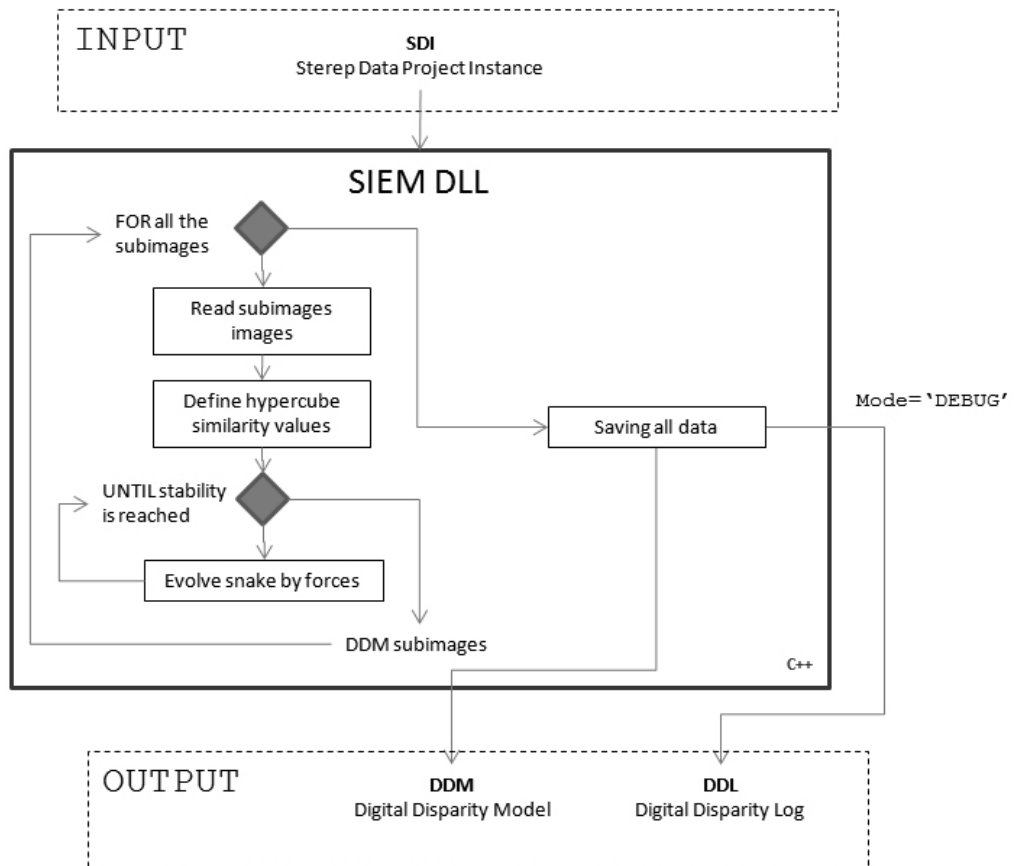 INPUT
SDI
Sterep Data Project Instance
SIEM DLL
FOR all the
subimages
Read subimages
images
Define hypercube
similarity values
Saving all data
Mode=‘DEBUG’
UNTIL stability
is reached
Evolve snake by forces
DDM subimages
C++
OUTPUT
DDM
Digital Disparity Model
DDL
Digital Disparity Log